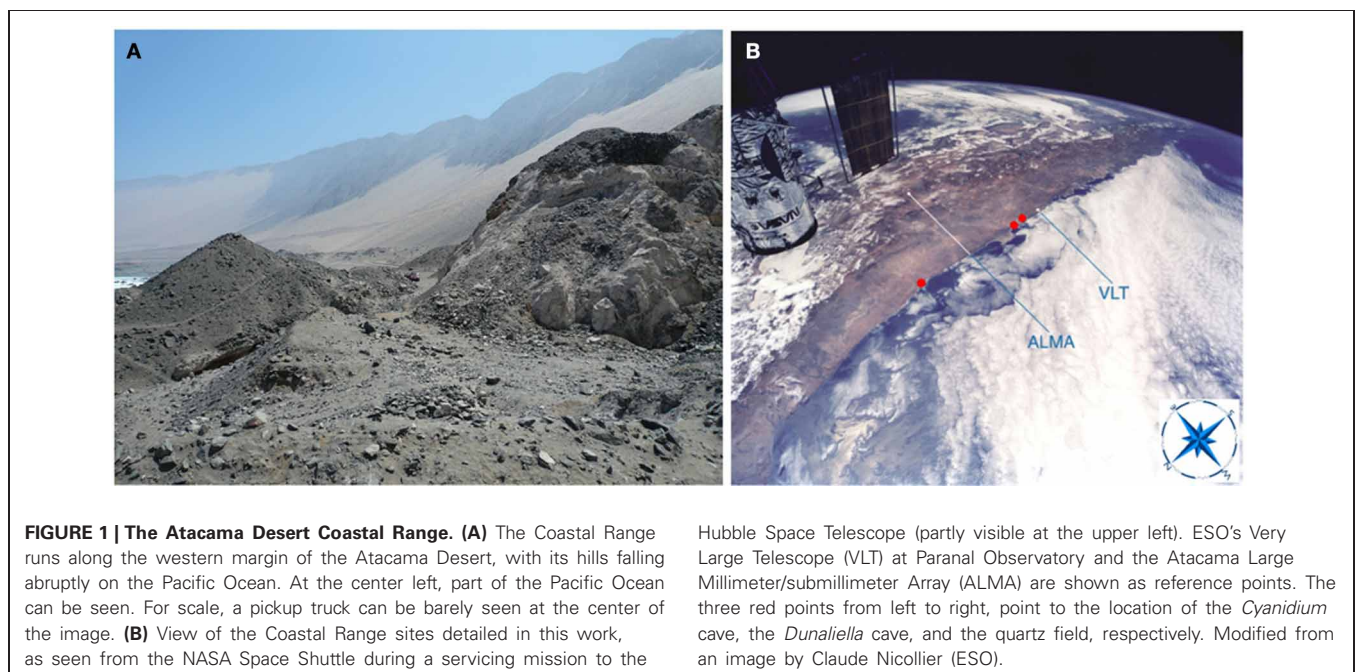 A
B
VLT
ALMA
FIGURE 1 | The Atacama Desert Coastal Range. (A) The Coastal Range
runs along the western margin of the Atacama Desert, with its hills falling
abruptly on the Pacific Ocean. At the center left, part of the Pacific Ocean
can be seen. For scale, a pickup truck can be barely seen at the center of
the image. (B) View of the Coastal Range sites detailed in this work,
as seen from the NASA Space Shuttle during a servicing mission to the
Hubble Space Telescope (partly visible at the upper left). ESO's Very
Large Telescope (VLT) at Paranal Observatory and the Atacama Large
Millimeter/submillimeter Array (ALMA) are shown as reference points. The
three red points from left to right, point to the location of the Cyanidium
cave, the Dunaliella cave, and the quartz field, respectively. Modified from
an image by Claude Nicollier (ESO).